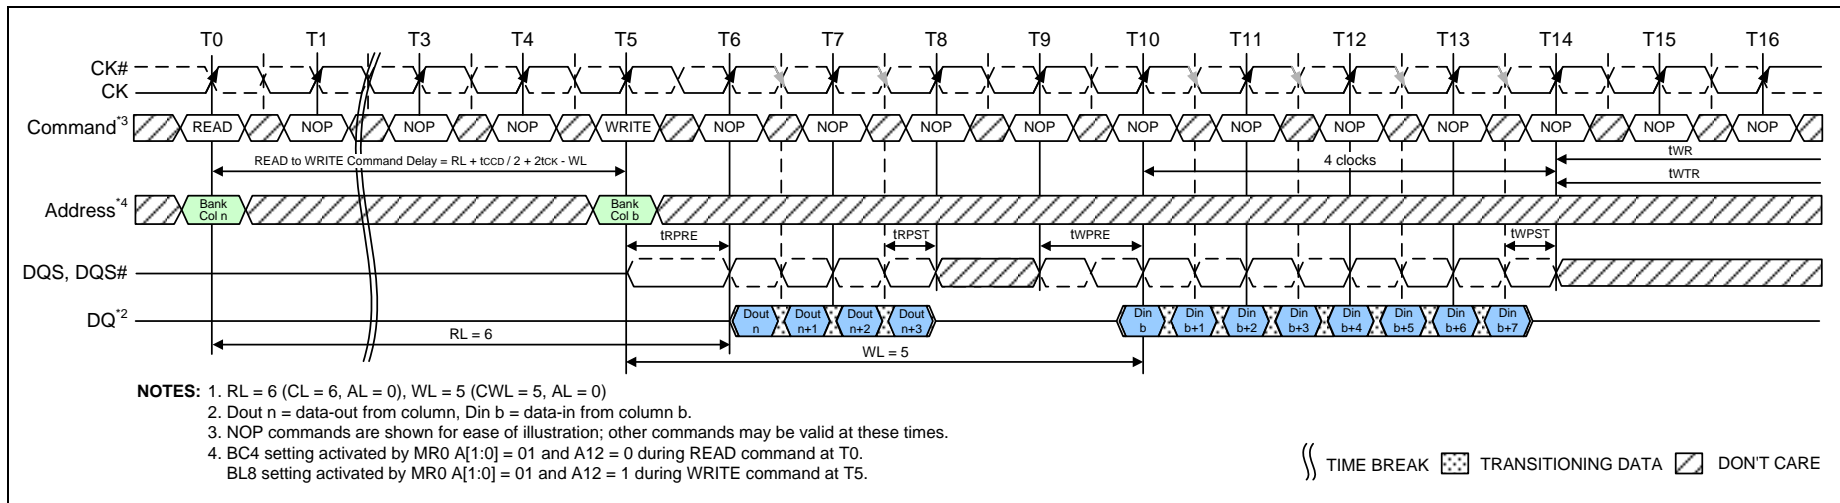 T0 T1 T3 T4 T5 T6 T7 T8 T9 T10 T11 T12 T13 T14 T15 T16
CK#
CK
Command*3 READ NOP NOP NOP WRITE NOP NOP NOP NOP NOP NOP NOP NOP NOP NOP NOP
READ to WRITE Command Delay = RL + tCCD / 2 + 2tCK - WL 4 clocks tWR
tWTR
Address*4 Bank Col n Bank Col b
tRPRE tRPST tWPRE tWPST
DQS, DQS#
DQ*2 Dout n Dout n+1 Dout n+2 Dout n+3 Din b Din b+1 Din b+2 Din b+3 Din b+4 Din b+5 Din b+6 Din b+7
RL = 6
WL = 5
NOTES: 1. RL = 6 (CL = 6, AL = 0), WL = 5 (CWL = 5, AL = 0)
2. Dout n = data-out from column, Din b = data-in from column b.
3. NOP commands are shown for ease of illustration; other commands may be valid at these times.
4. BC4 setting activated by MR0 A[1:0] = 01 and A12 = 0 during READ command at T0.
BL8 setting activated by MR0 A[1:0] = 01 and A12 = 1 during WRITE command at T5.
TIME BREAK TRANSITIONING DATA DON'T CARE